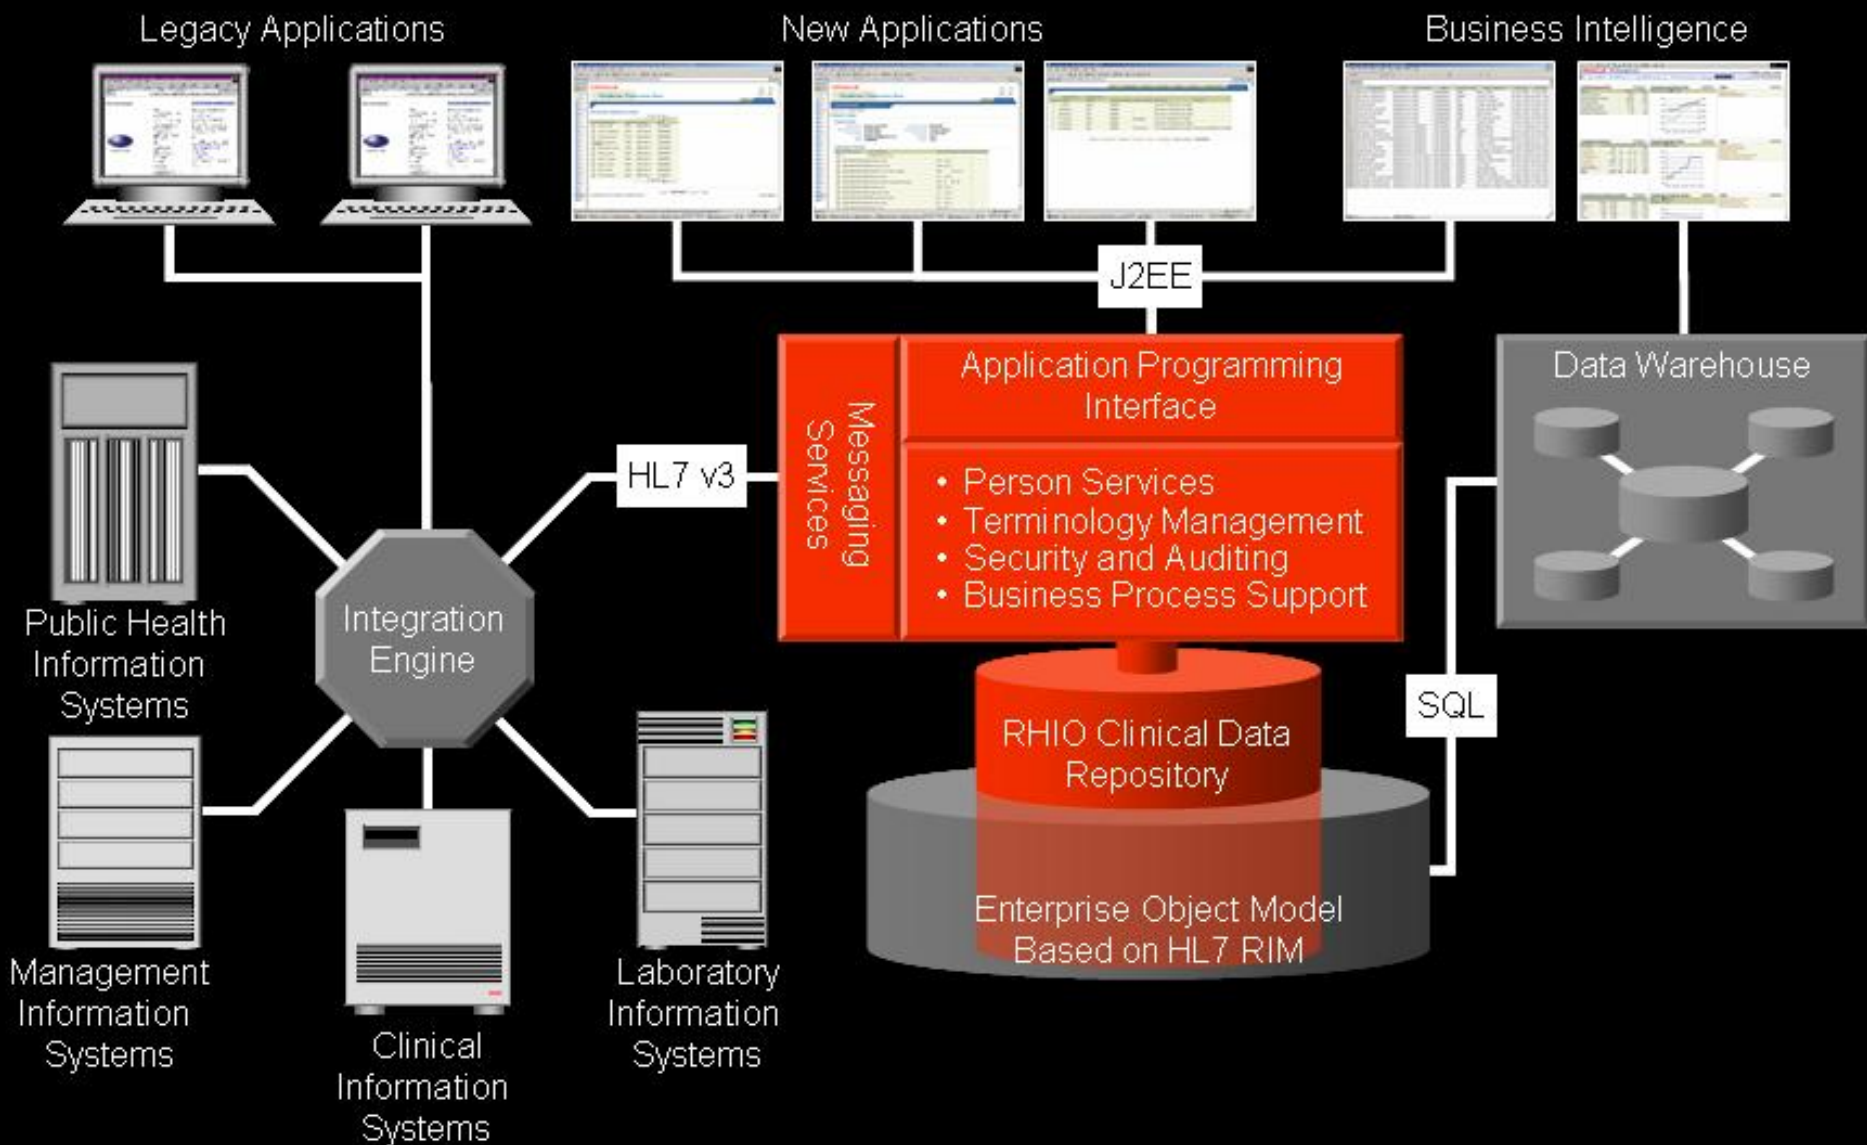 Legacy Applications
New Applications
Business Intelligence
J2EE
Application Programming
Interface
Messaging
Services
• Person Services
• Terminology Management
• Security and Auditing
• Business Process Support
Data Warehouse
HL7 v3
Public Health
Information
Systems
Integration
Engine
SQL
RHIO Clinical Data
Repository
Enterprise Object Model
Based on HL7 RIM
Management
Information
Systems
Clinical
Information
Systems
Laboratory
Information
Systems